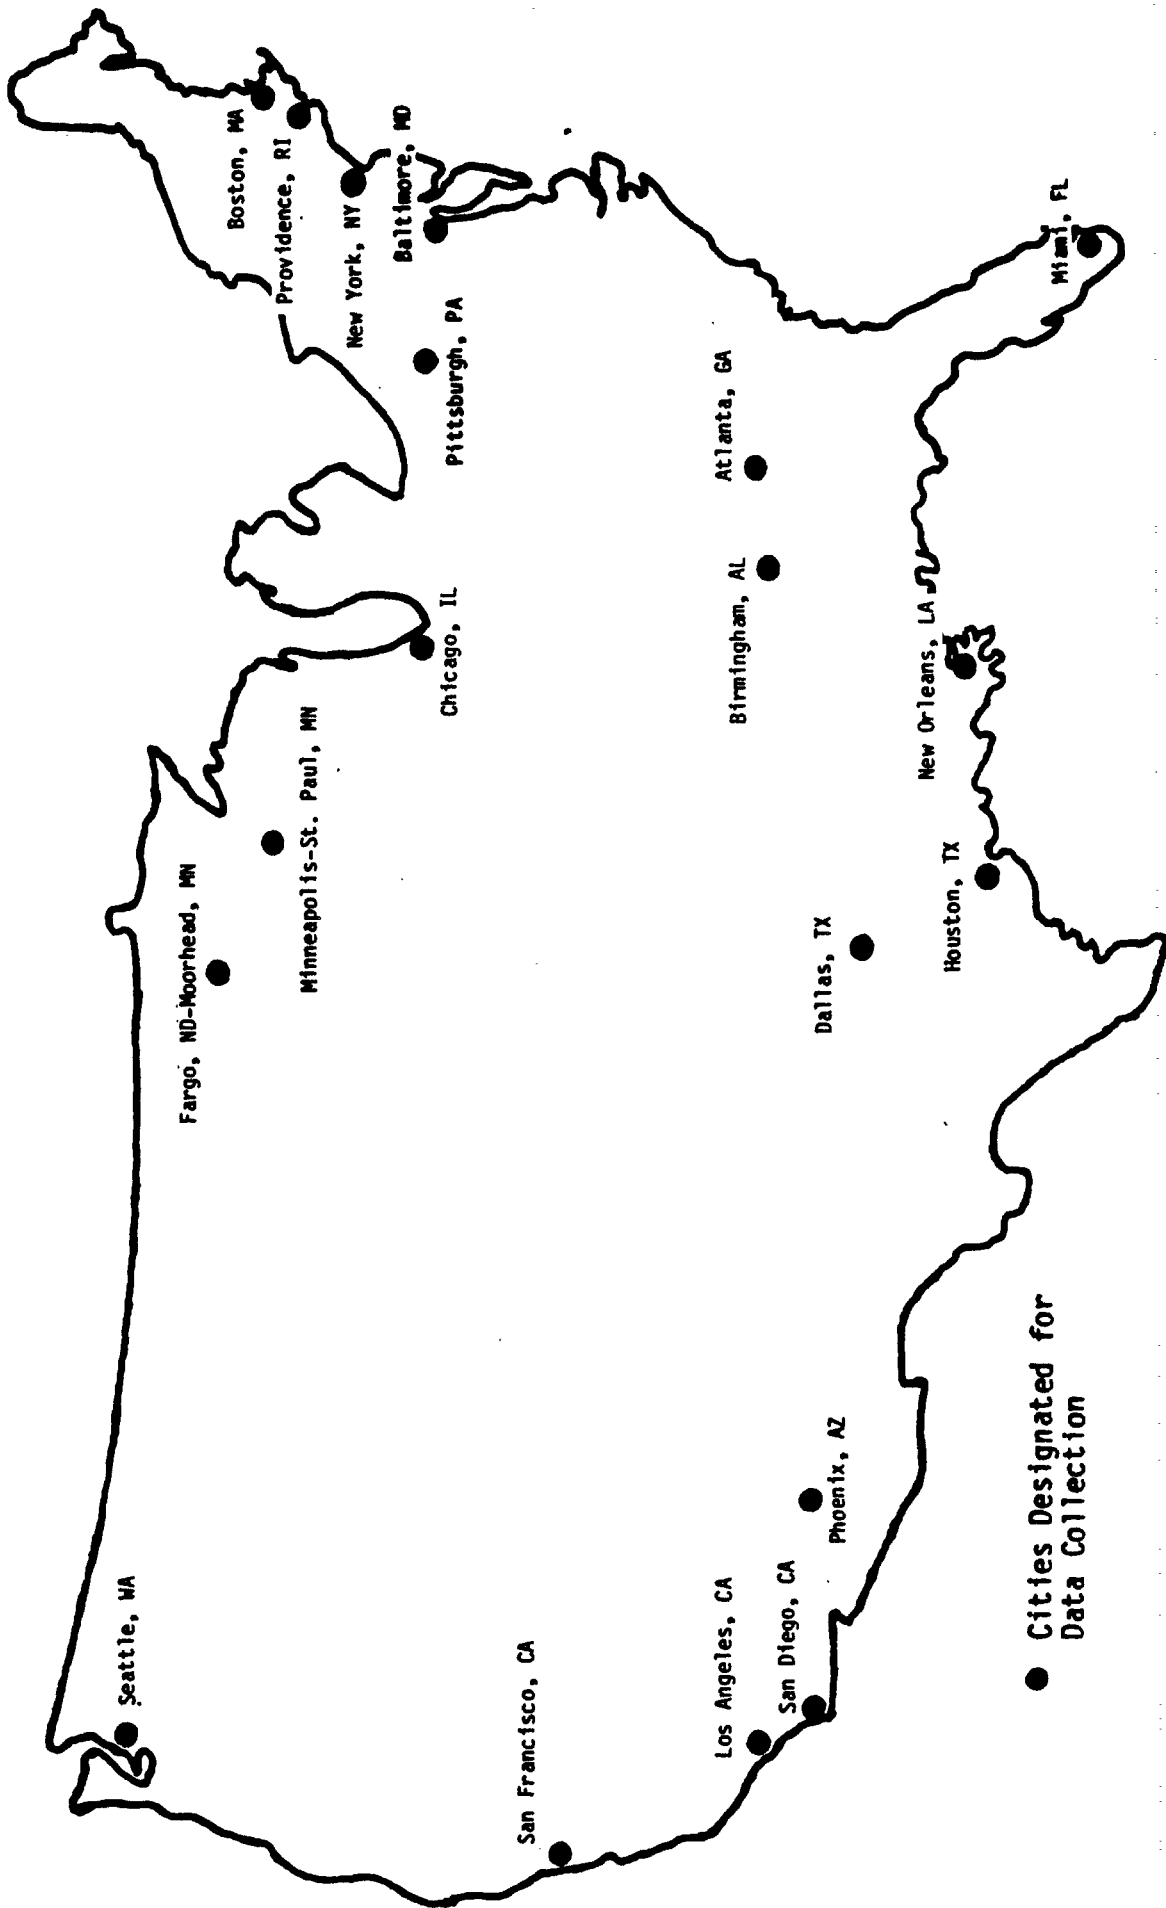 Seattle, WA
Fargo, ND-Moorhead, MN
Minneapolis-St. Paul, MN
Boston, MA
Providence, RI
New York, NY
Baltimore, MD
Pittsburgh, PA
Chicago, IL
San Francisco, CA
Los Angeles, CA
San Diego, CA
Phoenix, AZ
Dallas, TX
Houston, TX
New Orleans, LA
Birmingham, AL
Atlanta, GA
Miami, FL
Cities Designated for
Data Collection